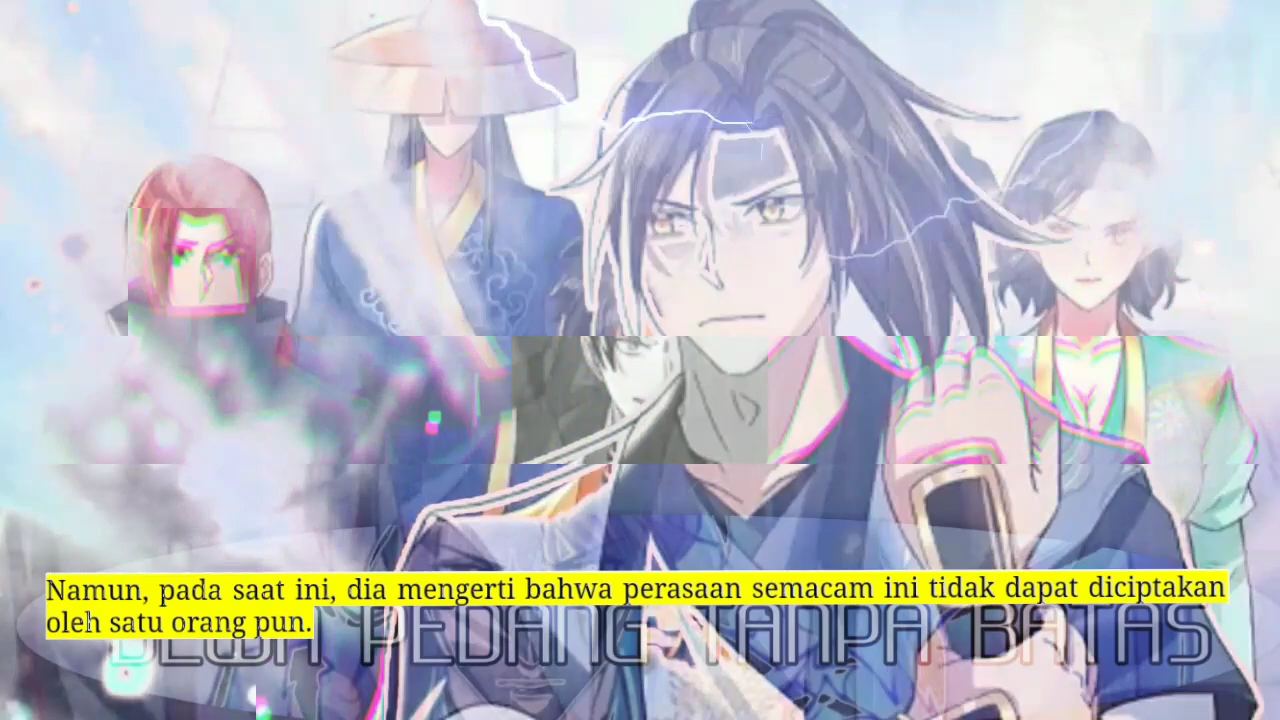 Namun, pada saat ini, dia mengerti bahwa perasaan semacam ini tidak dapat diciptakan
oleh satu orang pun.
DEWA PEDANG TANPA BATAS